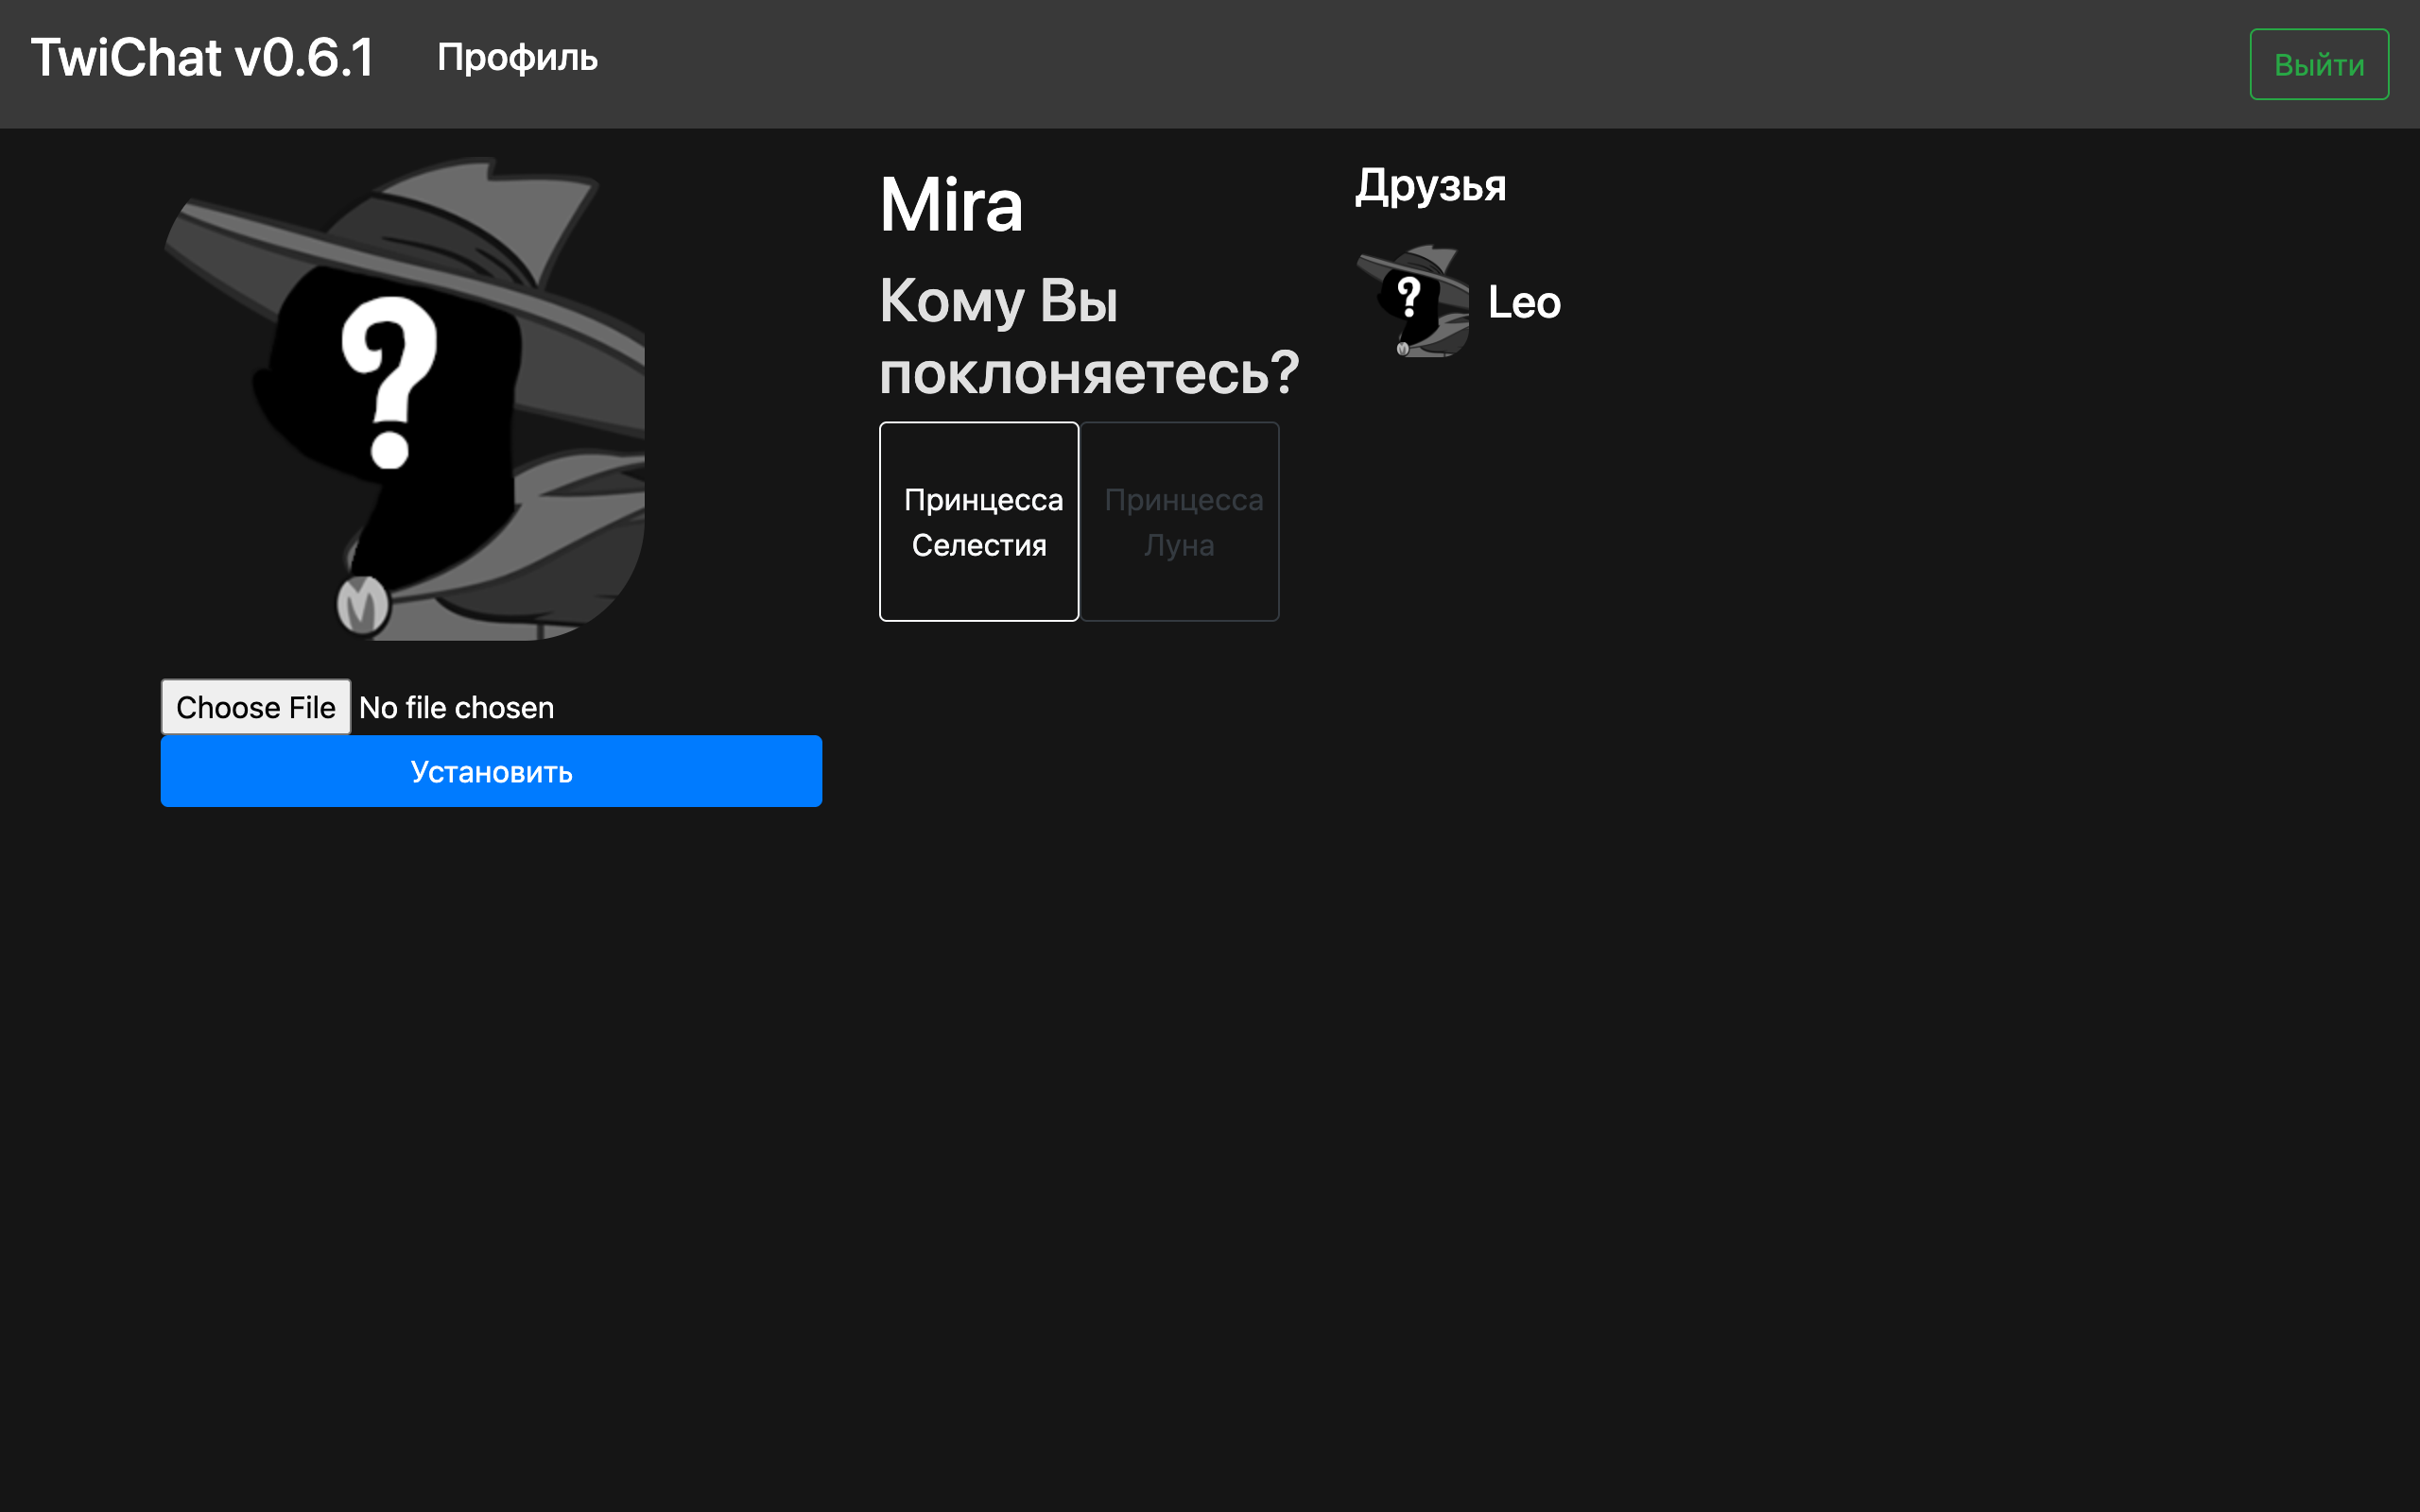 TwiChat v0.6.1
Профиль
Выйти
?
Mira
Кому Вы
поклоняетесь?
Принцесса
Селестия
Принцесса
Луна
Друзья
?
Leo
Choose File No file chosen
Установить